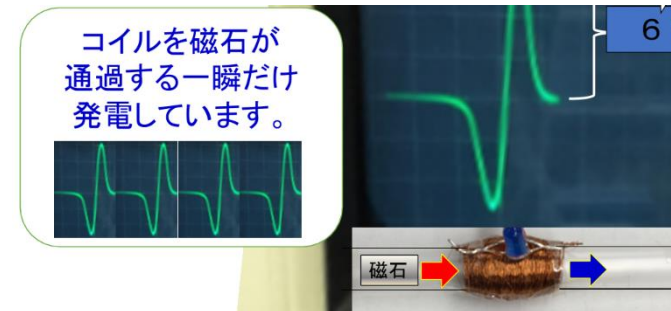 コイルを磁石が
通過する一瞬だけ
発電しています。
6
磁石